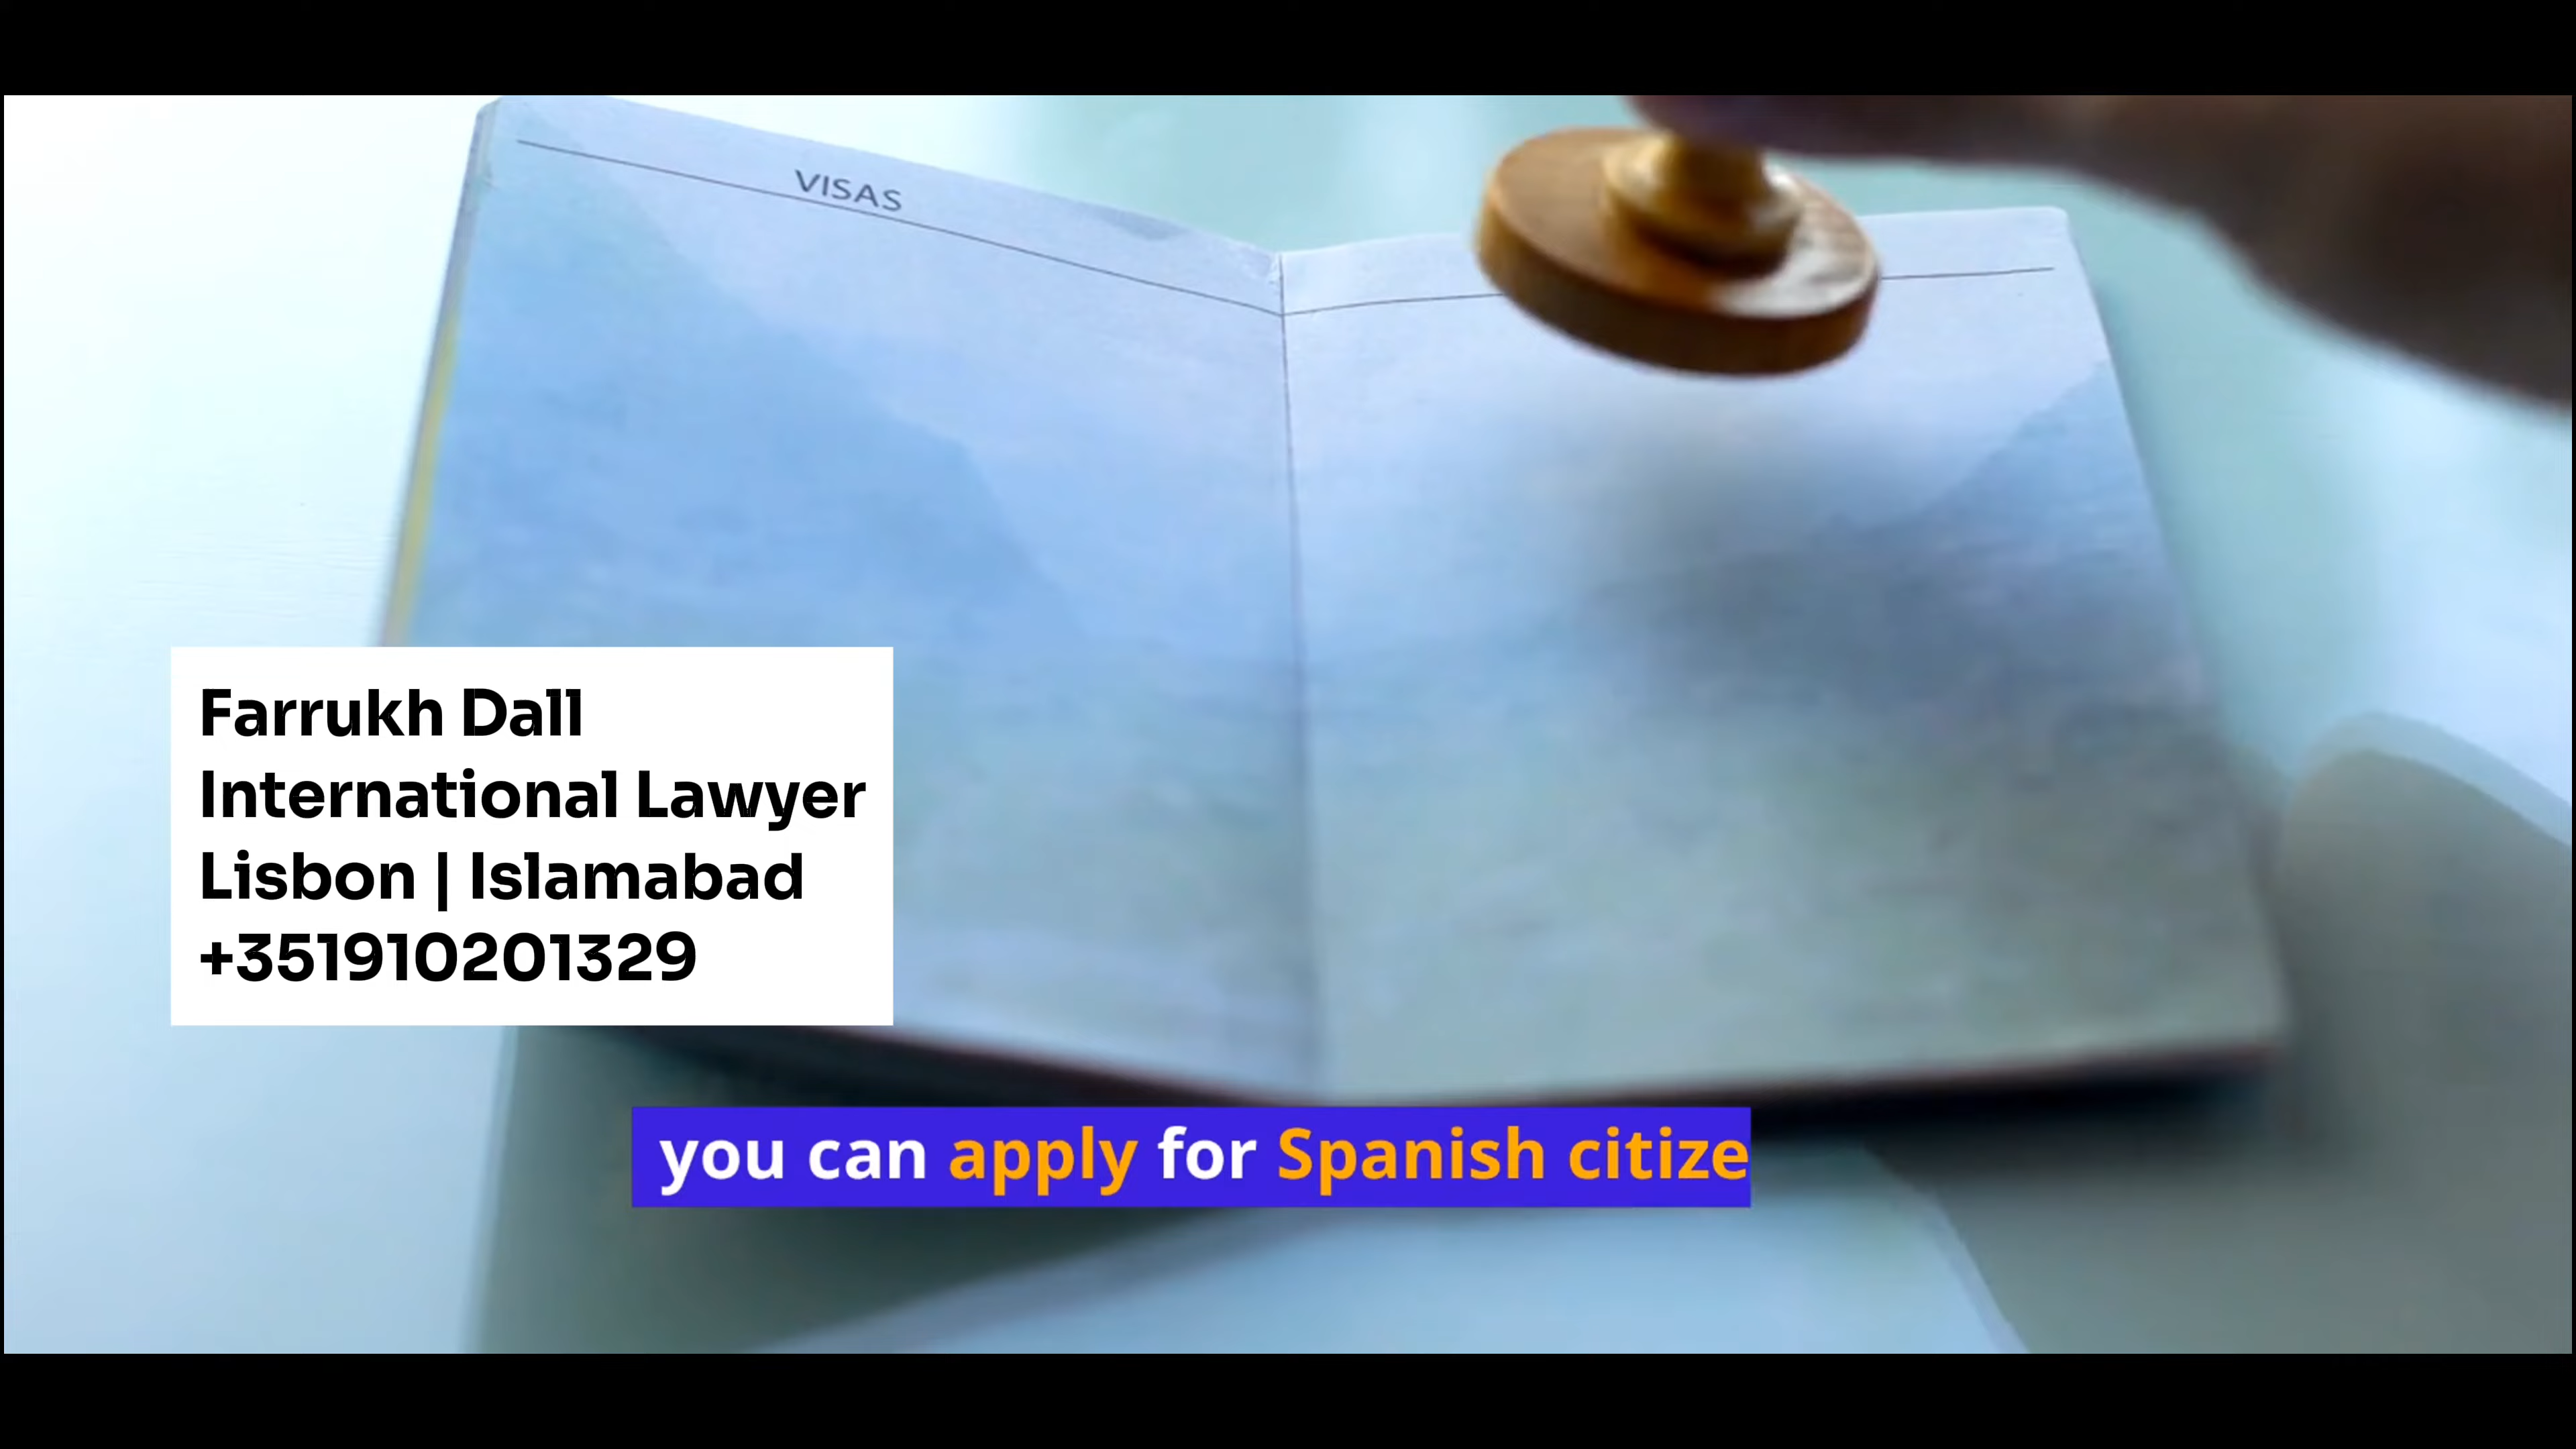 VISAS
Farrukh Dall
International Lawyer
Lisbon | Islamabad
+351910201329
you can apply for Spanish citize